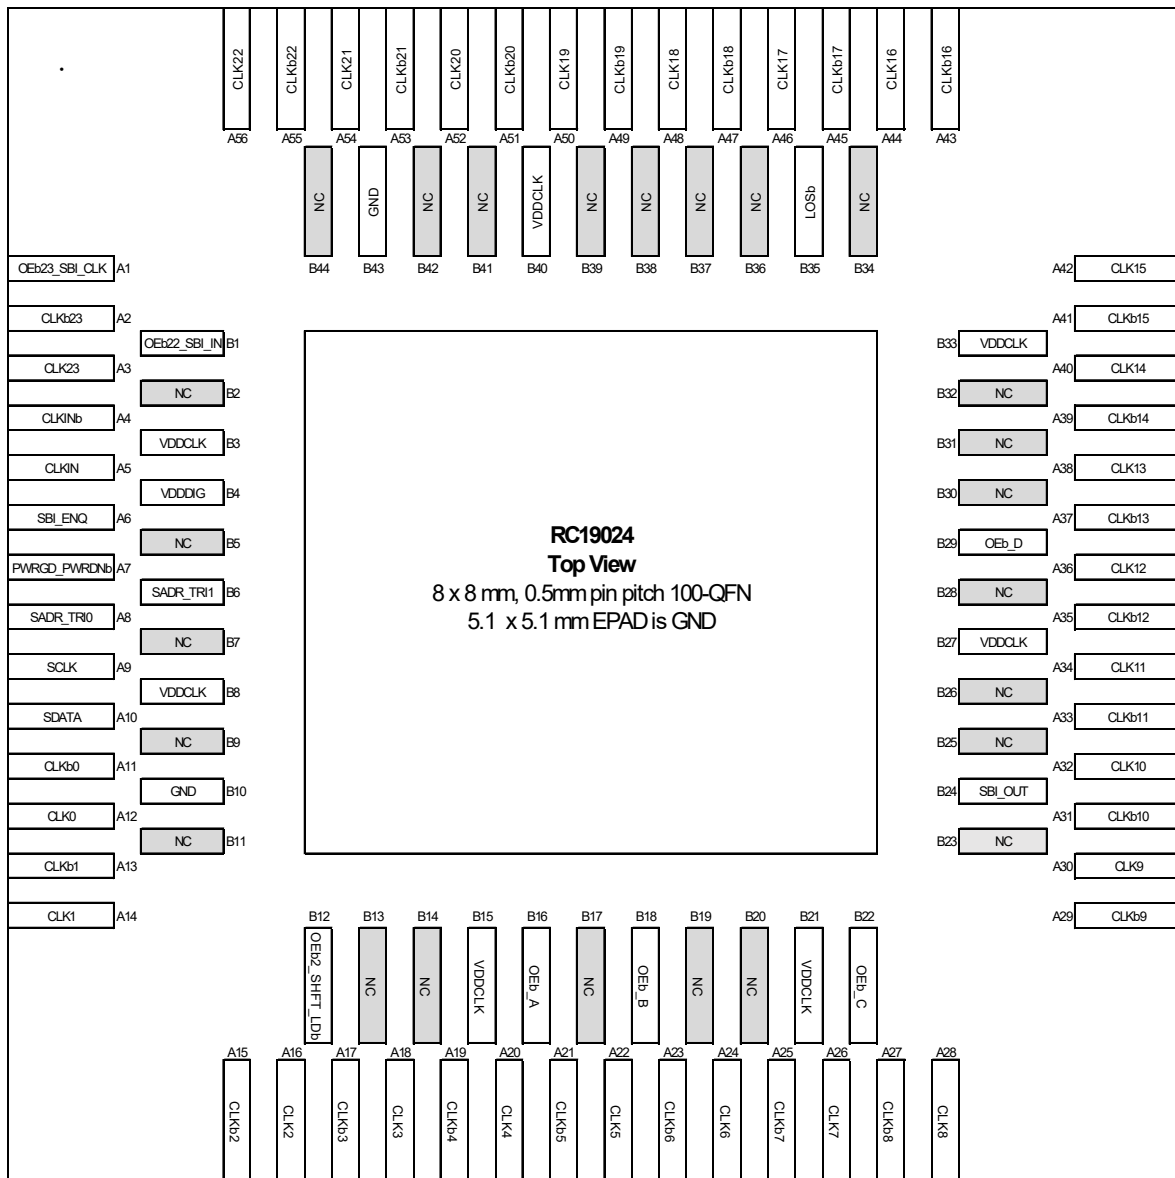 CLK22 CLKb22 CLK21 CLKb21 CLK20 CLKb20 CLK19 CLKb19 CLK18 CLKb18 CLK17 CLKb17 CLK16 CLKb16
A56 A55 A54 A53 A52 A51 A50 A49 A48 A47 A46 A45 A44 A43
NC GND NC NC VDDCLK NC NC NC NC LOSb NC
B44 B43 B42 B41 B40 B39 B38 B37 B36 B35 B34
OEb23_SBI_CLK A1
CLKb23 A2
OEb22_SBI_IN B1
CLK23 A3
NC B2
CLKINb A4
VDDCLK B3
CLKIN A5
VDDDIG B4
SBI_ENQ A6
NC B5
PWRGD_PWRDNb A7
SADR_TRI1 B6
SADR_TRI0 A8
NC B7
SCLK A9
VDDCLK B8
SDATA A10
NC B9
CLKb0 A11
GND B10
CLK0 A12
NC B11
CLKb1 A13
CLK1 A14
RC19024
Top View
8 x 8 mm, 0.5mm pin pitch 100-QFN
5.1 x 5.1 mm EPAD is GND
A42 CLK15
A41 CLKb15
B33 VDDCLK
A40 CLK14
B32 NC
A39 CLKb14
B31 NC
A38 CLK13
B30 NC
A37 CLKb13
B29 OEb_D
A36 CLK12
B28 NC
A35 CLKb12
B27 VDDCLK
A34 CLK11
B26 NC
A33 CLKb11
B25 NC
A32 CLK10
B24 SBI_OUT
A31 CLKb10
B23 NC
A30 CLK9
A29 CLKb9
B12 B13 B14 B15 B16 B17 B18 B19 B20 B21 B22
OEb2_SHFT_LDb NC NC VDDCLK OEb_A NC OEb_B NC NC VDDCLK OEb_C
A15 A16 A17 A18 A19 A20 A21 A22 A23 A24 A25 A26 A27 A28
CLKb2 CLK2 CLKb3 CLK3 CLKb4 CLK4 CLKb5 CLK5 CLKb6 CLK6 CLKb7 CLK7 CLKb8 CLK8